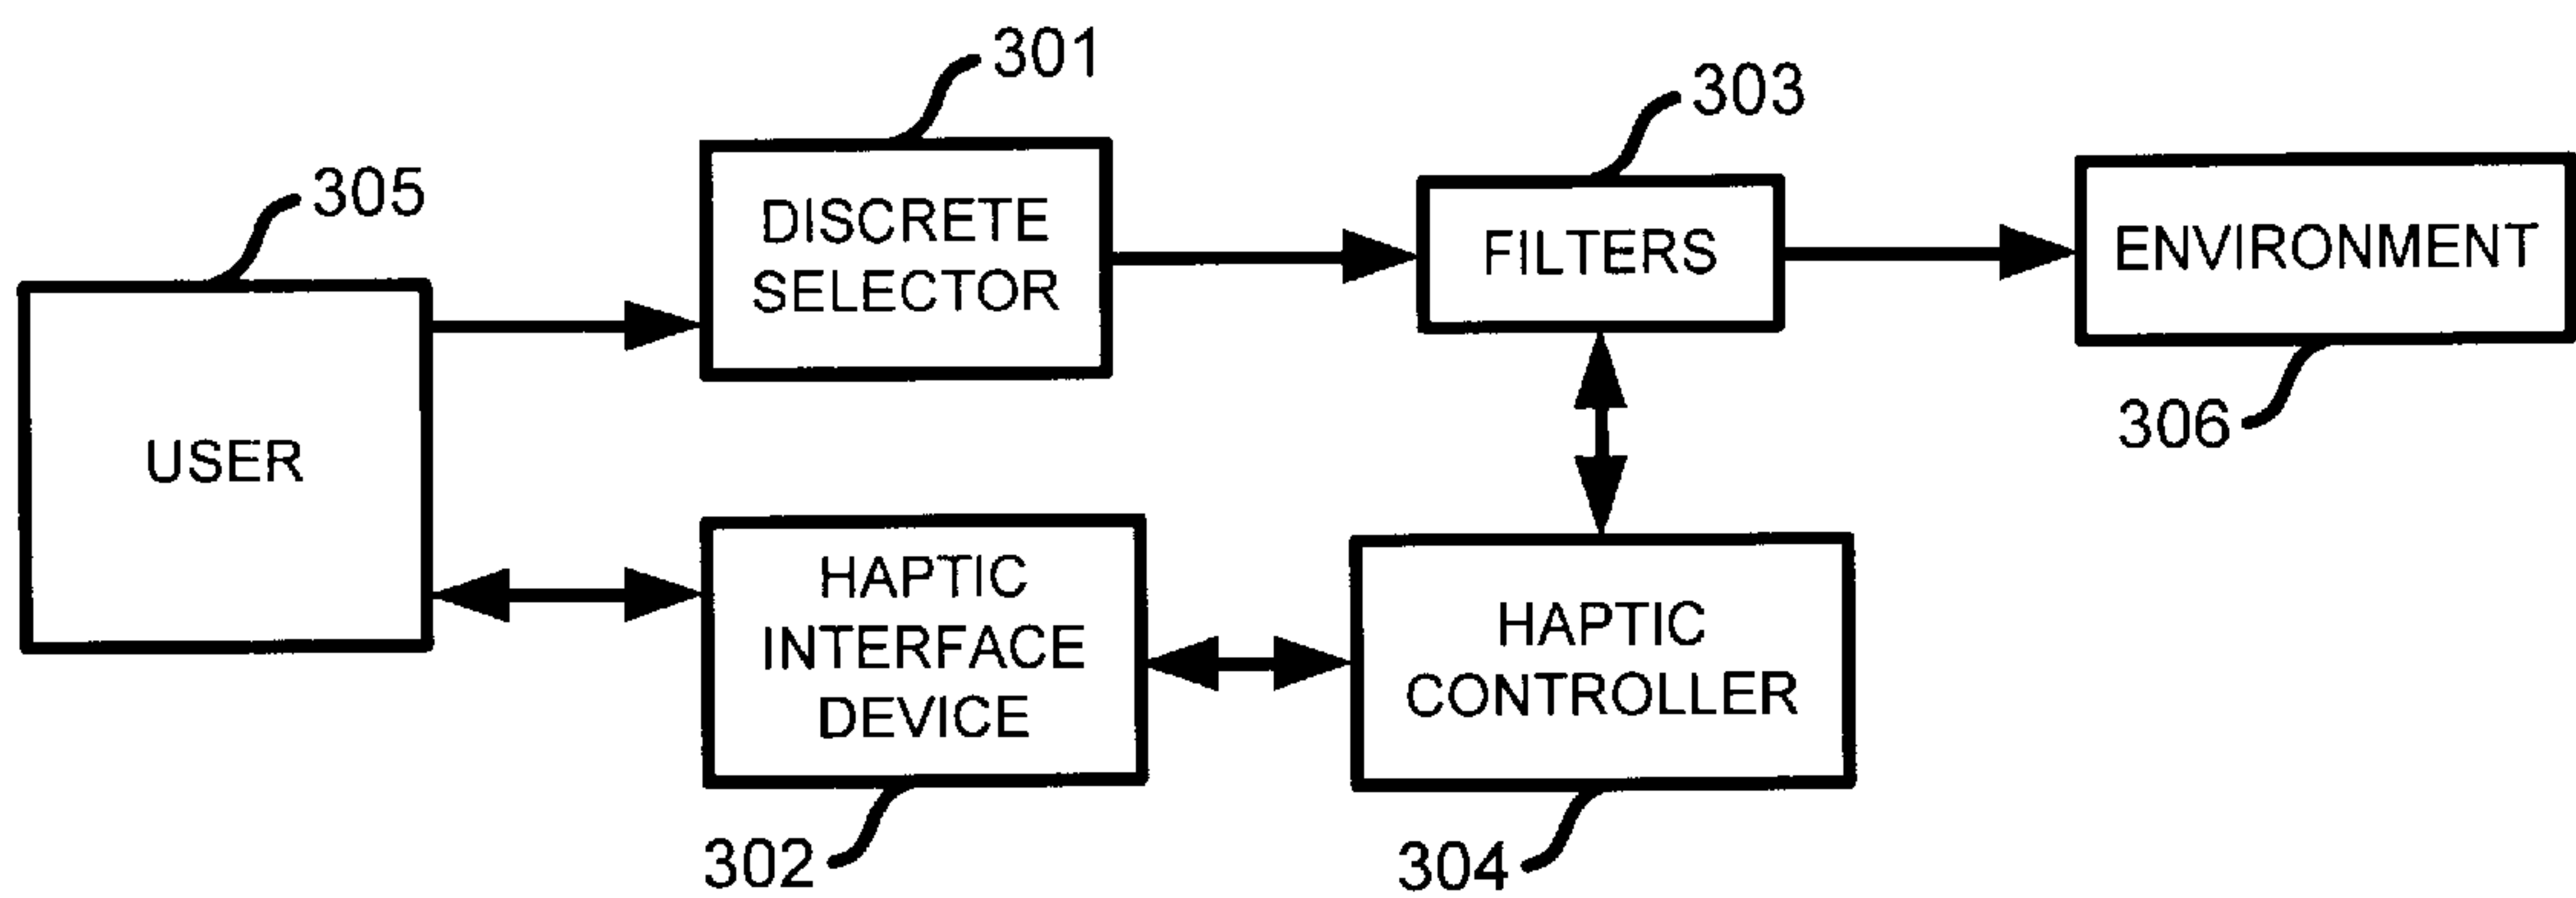 301
303
305
DISCRETE
SELECTOR
FILTERS
ENVIRONMENT
USER
306
HAPTIC
INTERFACE
DEVICE
HAPTIC
CONTROLLER
302
304